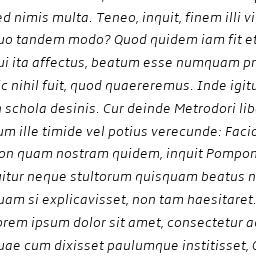 ed nimis multa. Teneo, inquit, finem illi vi
uo tandem modo? Quod quidem iam fit et
ui ita affectus, beatum esse numquam pr
ic nihil fuit, quod quaereremus. Inde igitu
n schola desinis. Cur deinde Metrodori lib
um ille timide vel potius verecunde: Facio
on quam nostram quidem, inquit Pompon
gitur neque stultorum quisquam beatus n
uam si explicavisset, non tam haesitaret.
orem ipsum dolor sit amet, consectetur a
uae cum dixisset paulumque institisset, Q